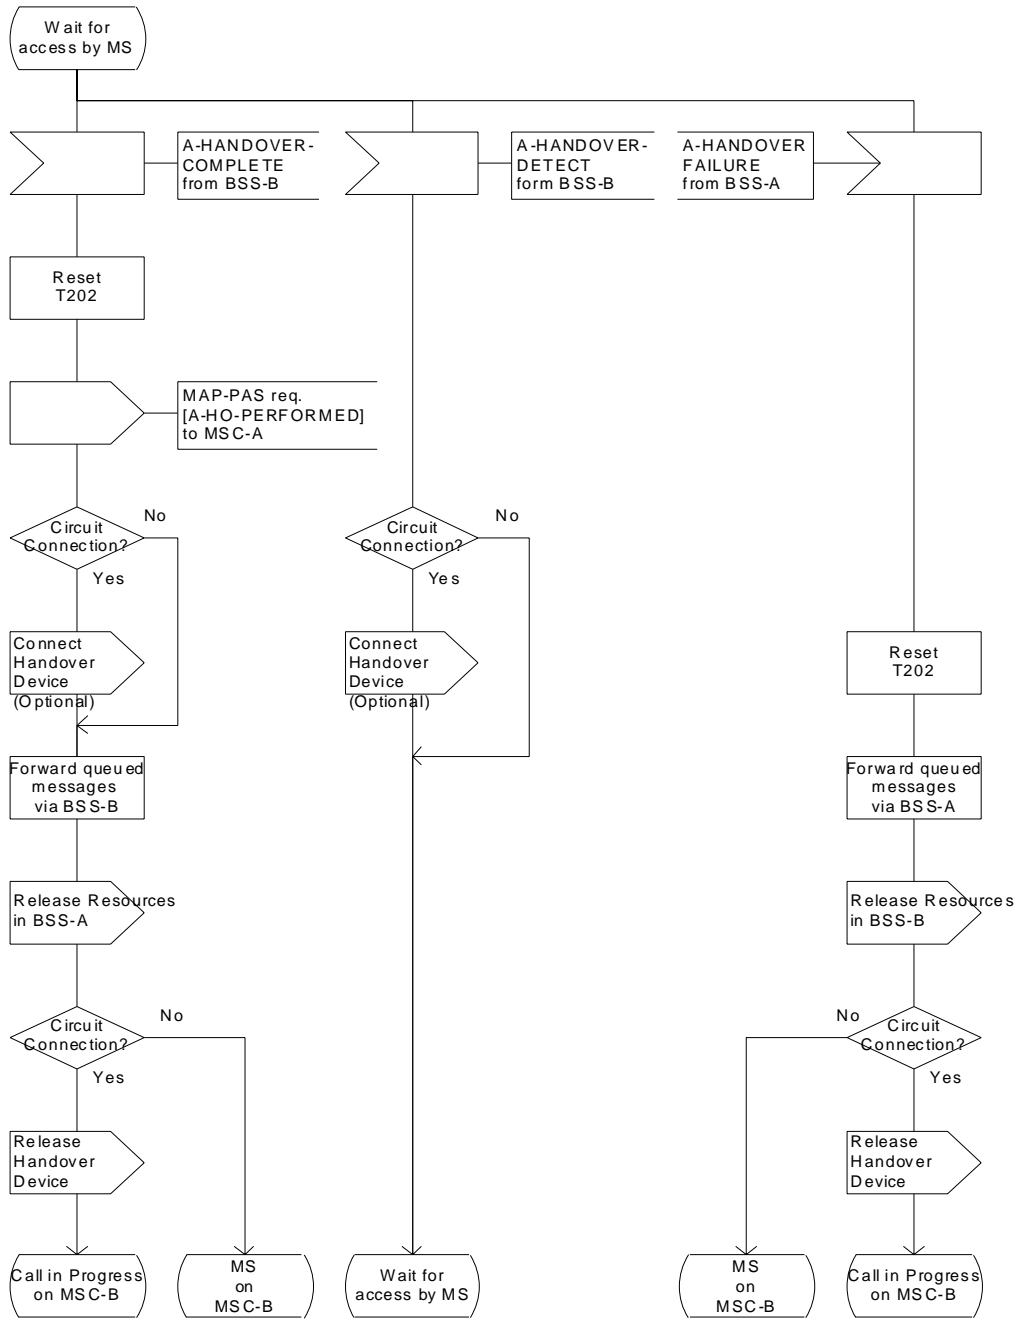 Wait for
access by MS
A-HANDOVER-
COMPLETE
from BSS-B
A-HANDOVER-
DETECT
form BSS-B
A-HANDOVER
FAILURE
from BSS-A
Reset
T202
MAP-PAS req.
[A-HO-PERFORMED]
to MSC-A
Circuit
Connection?
No
Yes
Circuit
Connection?
No
Yes
Connect
Handover
Device
(Optional)
Connect
Handover
Device
(Optional)
Reset
T202
Forward queued
messages
via BSS-B
Forward queued
messages
via BSS-A
Release Resources
in BSS-A
Release Resources
in BSS-B
Circuit
Connection?
No
Yes
No
Circuit
Connection?
Yes
Release
Handover
Device
Release
Handover
Device
Call in Progress
on MSC-B
MS
on
MSC-B
Wait for
access by MS
MS
on
MSC-B
Call in Progress
on MSC-B